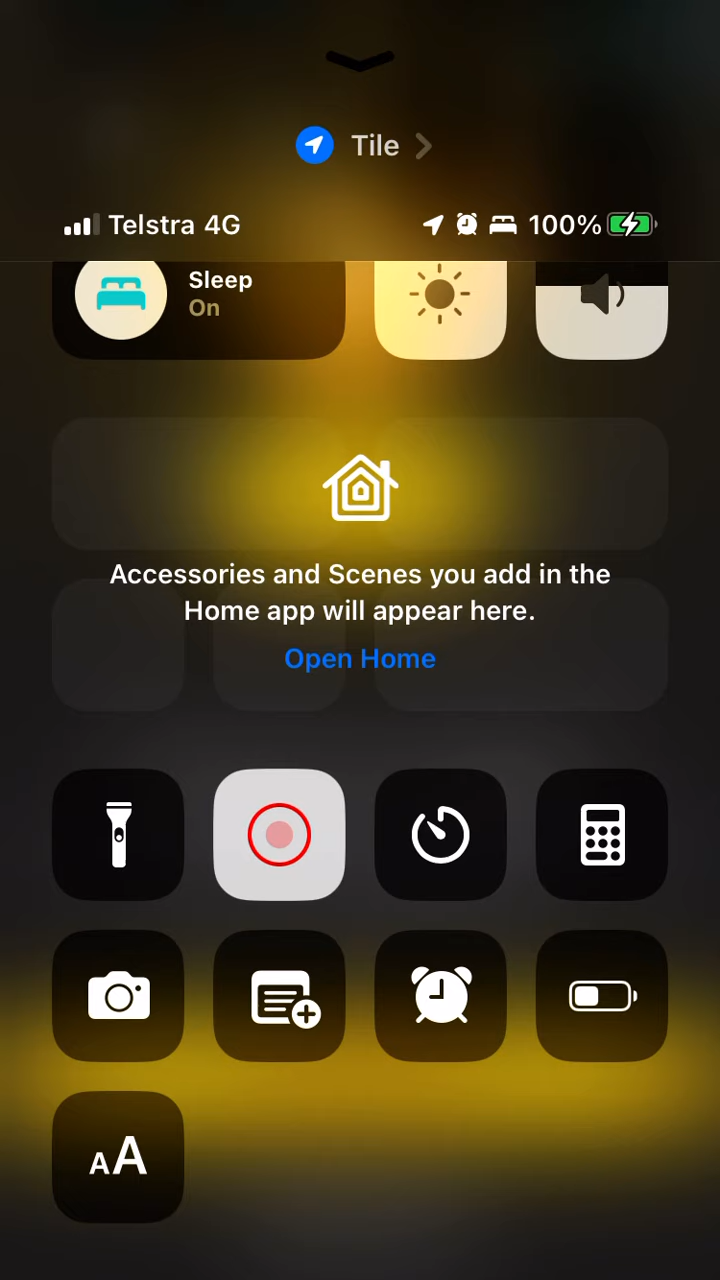 Tile
Telstra 4G 100%
Sleep
On
Accessories and Scenes you add in the
Home app will appear here.
Open Home
AA